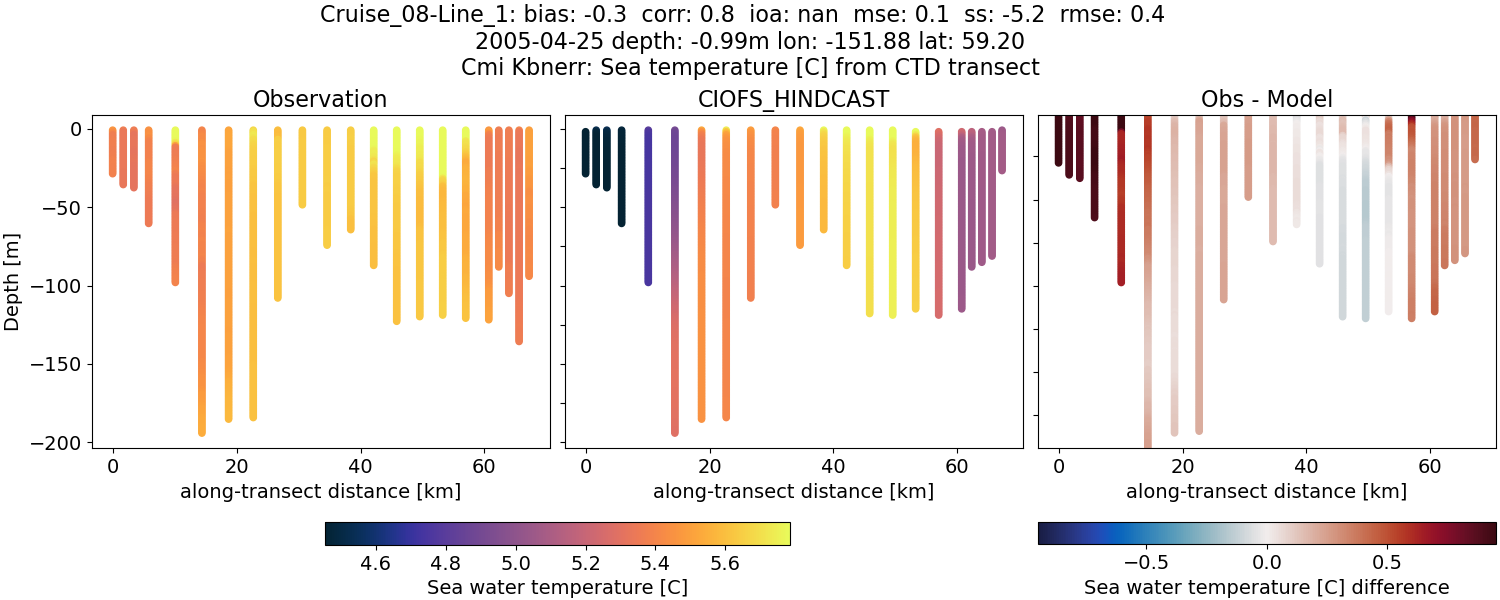 Cruise_08-Line_1: bias: -0.3  corr: 0.8  ioa: nan  mse: 0.1  ss: -5.2  rmse: 0.4
2005-04-25 depth: -0.99m lon: -151.88 lat: 59.20
Cmi Kbnerr: Sea temperature [C] from CTD transect
Observation
CIOFS_HINDCAST
Obs - Model
Depth [m]
0
−50
−100
−150
−200
0 20 40 60
0 20 40 60
0 20 40 60
along-transect distance [km]
along-transect distance [km]
along-transect distance [km]
4.6 4.8 5.0 5.2 5.4 5.6
Sea water temperature [C]
−0.5 0.0 0.5
Sea water temperature [C] difference